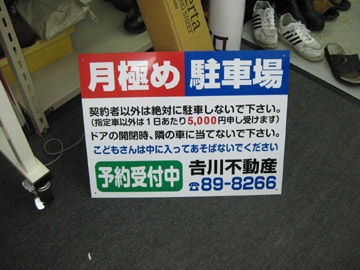 月極め 駐車場
契約者以外は絶対に駐車しないで下さい。
(指定車以外は1日あたり5,000円申し受けます)
ドアの開閉時、隣の車に当てないで下さい。
こどもさんは中に入ってあそばないでください
予約受付中
𠮷川不動産
☎89-8266
erta